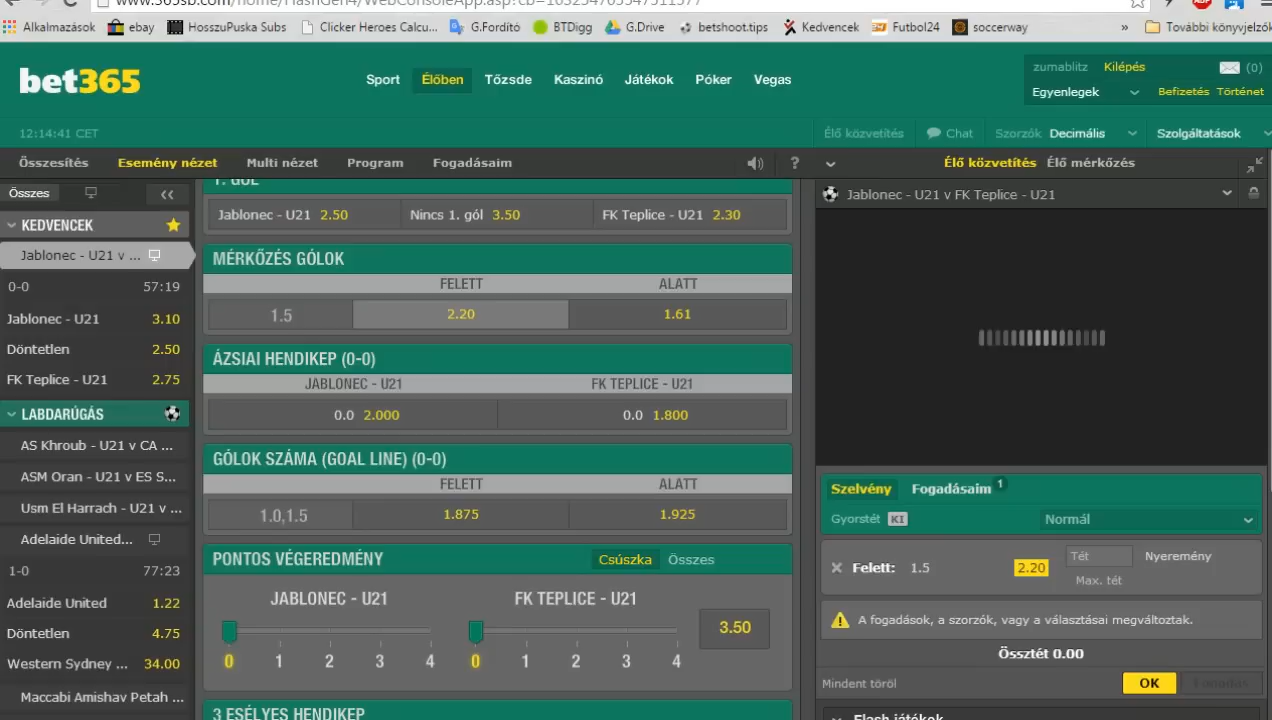 Alkalmazások ebay HosszuPuska Subs Clicker Heroes Calcu... G.Fordító BTDigg G.Drive betshoot.tips Kedvencek Futbol24 soccerway » További könyvjelzők
bet365
Sport Élőben Tőzsde Kaszinó Játékok Póker Vegas
zumablitz Kilépés (0)
Egyenlegek Befizetés Történet
12:14:41 CET
Élő közvetítés Chat Szorzók Decimális Szolgáltatások
Összesítés Esemény nézet Multi nézet Program Fogadásaim ?
Élő közvetítés Élő mérkőzés
Összes
KEDVENCEK
Jablonec - U21 v ...
0-0 57:19
Jablonec - U21 3.10
Döntetlen 2.50
FK Teplice - U21 2.75
LABDARÚGÁS
AS Khroub - U21 v CA ...
ASM Oran - U21 v ES S...
Usm El Harrach - U21 v ...
Adelaide United...
1-0 77:23
Adelaide United 1.22
Döntetlen 4.75
Western Sydney ... 34.00
Maccabi Amishav Petah ...
1. GÓL
Jablonec - U21 2.50 Nincs 1. gól 3.50 FK Teplice - U21 2.30
MÉRKŐZÉS GÓLOK
FELETT ALATT
1.5 2.20 1.61
ÁZSIAI HENDIKEP (0-0)
JABLONEC - U21 FK TEPLICE - U21
0.0 2.000 0.0 1.800
GÓLOK SZÁMA (GOAL LINE) (0-0)
FELETT ALATT
1.0,1.5 1.875 1.925
PONTOS VÉGEREDMÉNY Csúszka Összes
JABLONEC - U21 FK TEPLICE - U21
3.50
0 1 2 3 4 0 1 2 3 4
3 ESÉLYES HENDIKEP
Jablonec - U21 v FK Teplice - U21
Szelvény Fogadásaim 1
Gyorstét KI Normál
Felett: 1.5 2.20 Tét Nyeremény
Max. tét
A fogadások, a szorzók, vagy a választásai megváltoztak.
Össztét 0.00
Mindent töröl OK Fogadás
Flash játékok